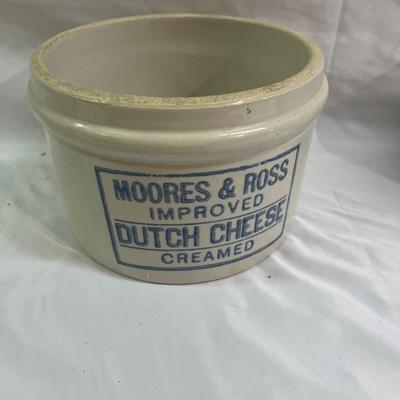 MOORES & ROSS
IMPROVED
DUTCH CHEESE
CREAMED